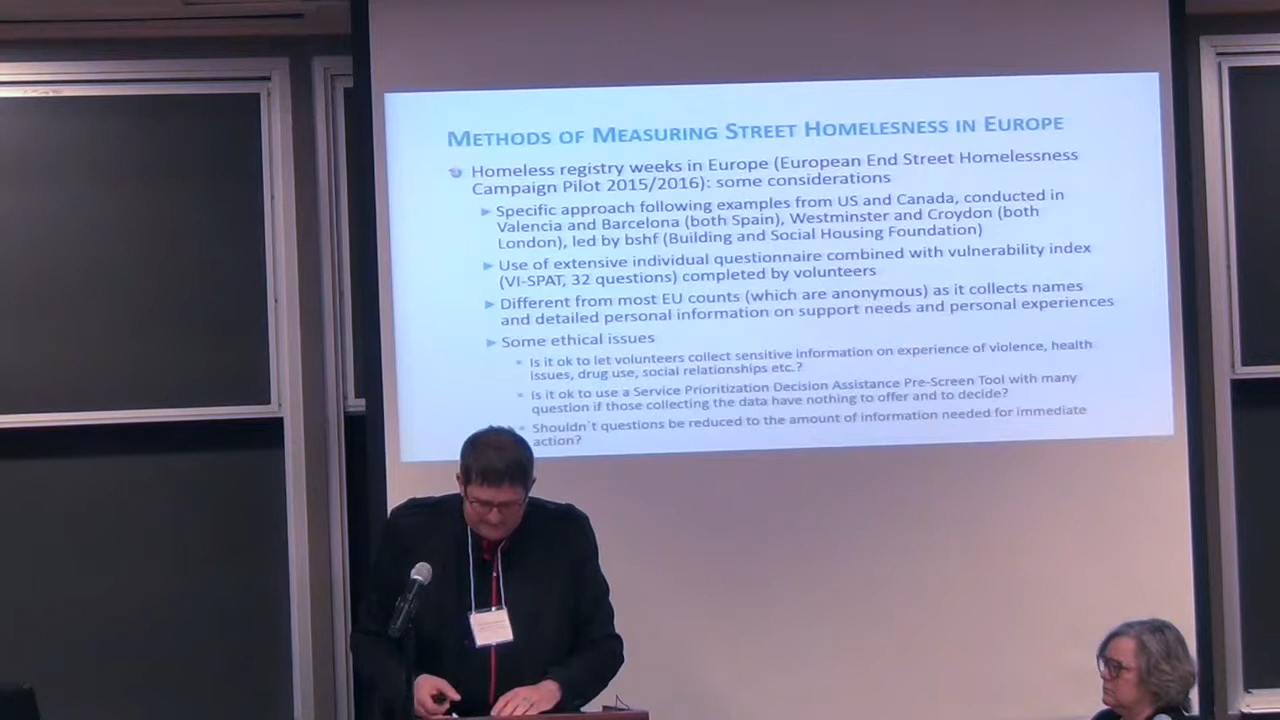 METHODS OF MEASURING STREET HOMELESNESS IN EUROPE
Homeless registry weeks in Europe (European End Street Homelessness
Campaign Pilot 2015/2016): some considerations
Specific approach following examples from US and Canada, conducted in
Valencia and Barcelona (both Spain), Westminster and Croydon (both
London), led by bshf (Building and Social Housing Foundation)
Use of extensive individual questionnaire combined with vulnerability index
(VI-SPAT, 32 questions) completed by volunteers
Different from most EU counts (which are anonymous) as it collects names
and detailed personal information on support needs and personal experiences
Some ethical issues
Is it ok to let volunteers collect sensitive information on experience of violence, health
issues, drug use, social relationships etc.?
Is it ok to use a Service Prioritization Decision Assistance Pre-Screen Tool with many
question if those collecting the data have nothing to offer and to decide?
Shouldn`t questions be reduced to the amount of information needed for immediate
action?